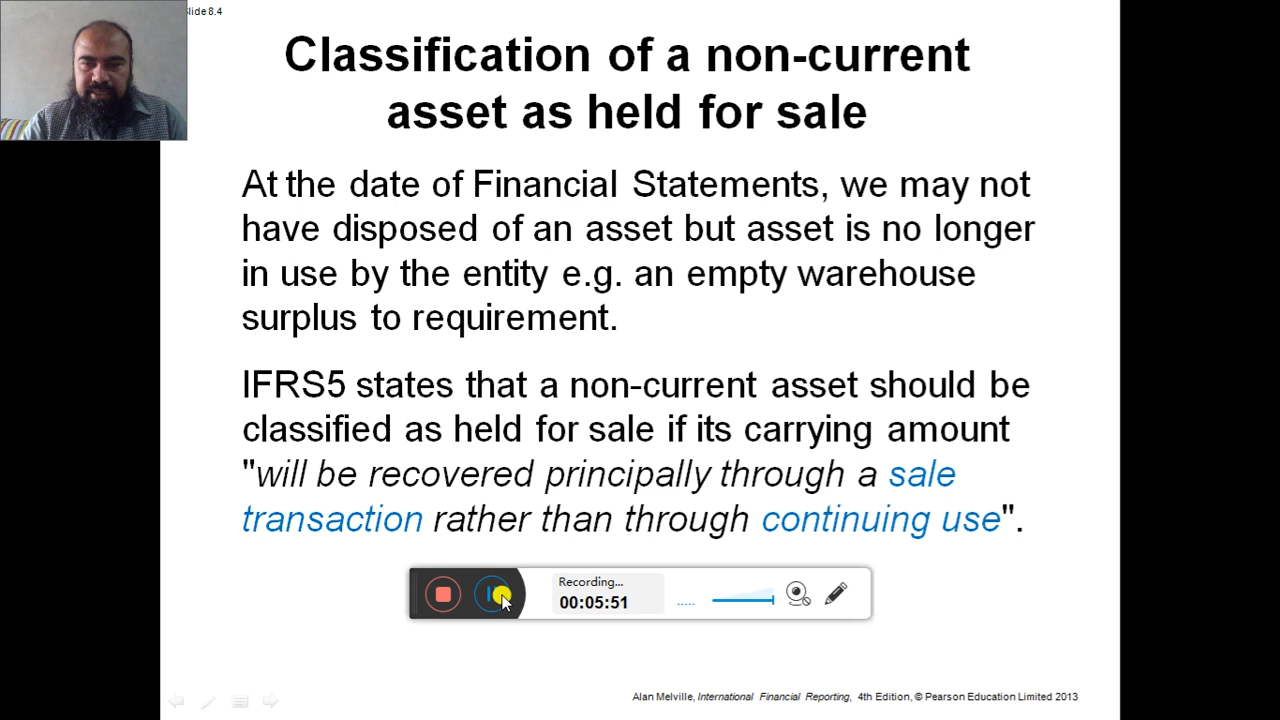 Slide 8.4
Classification of a non-current
asset as held for sale
At the date of Financial Statements, we may not
have disposed of an asset but asset is no longer
in use by the entity e.g. an empty warehouse
surplus to requirement.
IFRS5 states that a non-current asset should be
classified as held for sale if its carrying amount
"will be recovered principally through a sale
transaction rather than through continuing use".
Recording...
00:05:51
Alan Melville, International Financial Reporting, 4th Edition, © Pearson Education Limited 2013